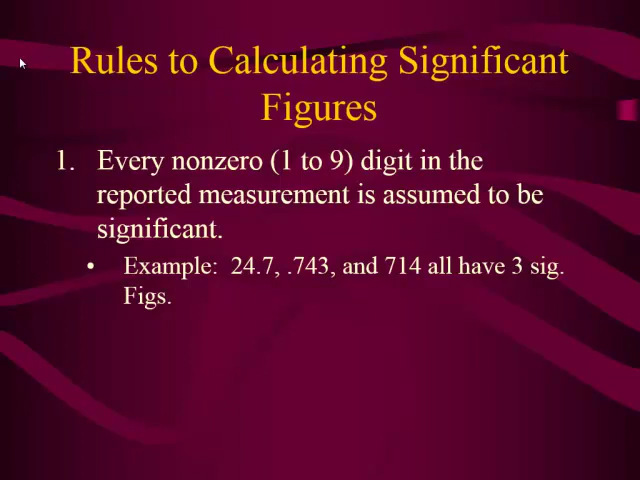 Rules to Calculating Significant
Figures
1. Every nonzero (1 to 9) digit in the
reported measurement is assumed to be
significant.
• Example: 24.7, .743, and 714 all have 3 sig.
Figs.